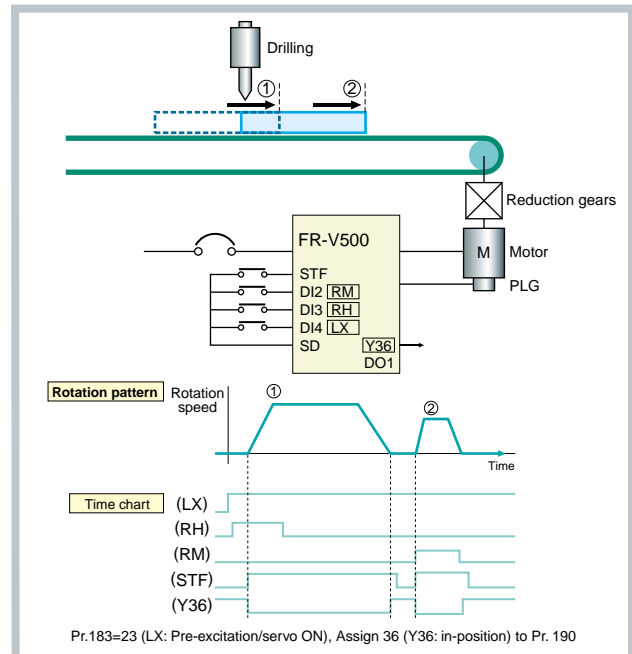 Drilling
① ②
Reduction gears
FR-V500
M Motor
PLG
STF
DI2 RM
DI3 RH
DI4 LX
SD Y36
DO1
Rotation pattern Rotation speed
① ②
Time
Time chart (LX)
(RH)
(RM)
(STF)
(Y36)
Pr.183=23 (LX: Pre-excitation/servo ON), Assign 36 (Y36: in-position) to Pr. 190